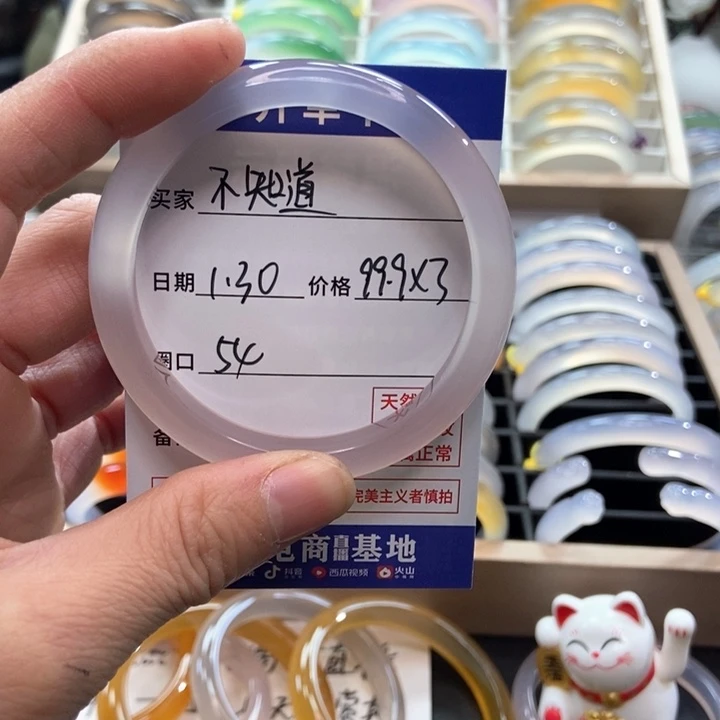 买家 不知道
日期 1.30 价格 99.9X3
圈口 54
天然
正常
完美主义者慎拍
电商直播基地
抖音 西瓜视频 火山